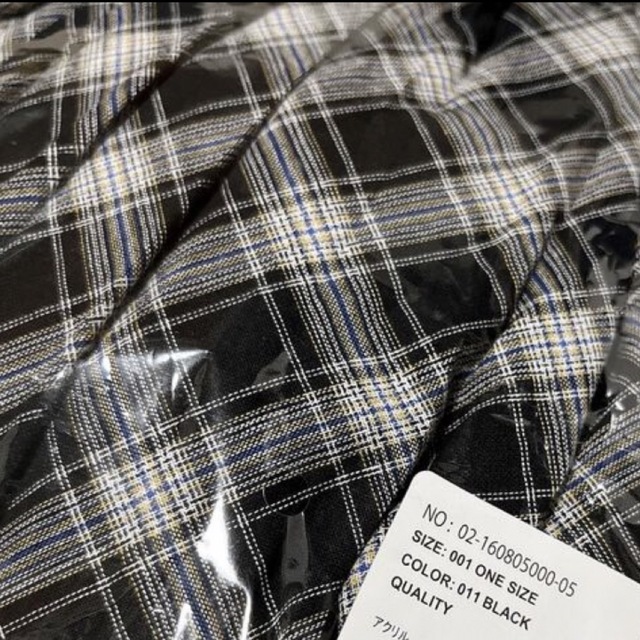 NO: 02-160805000-05
SIZE: 001 ONE SIZE
COLOR: 011 BLACK
QUALITY
アクリル